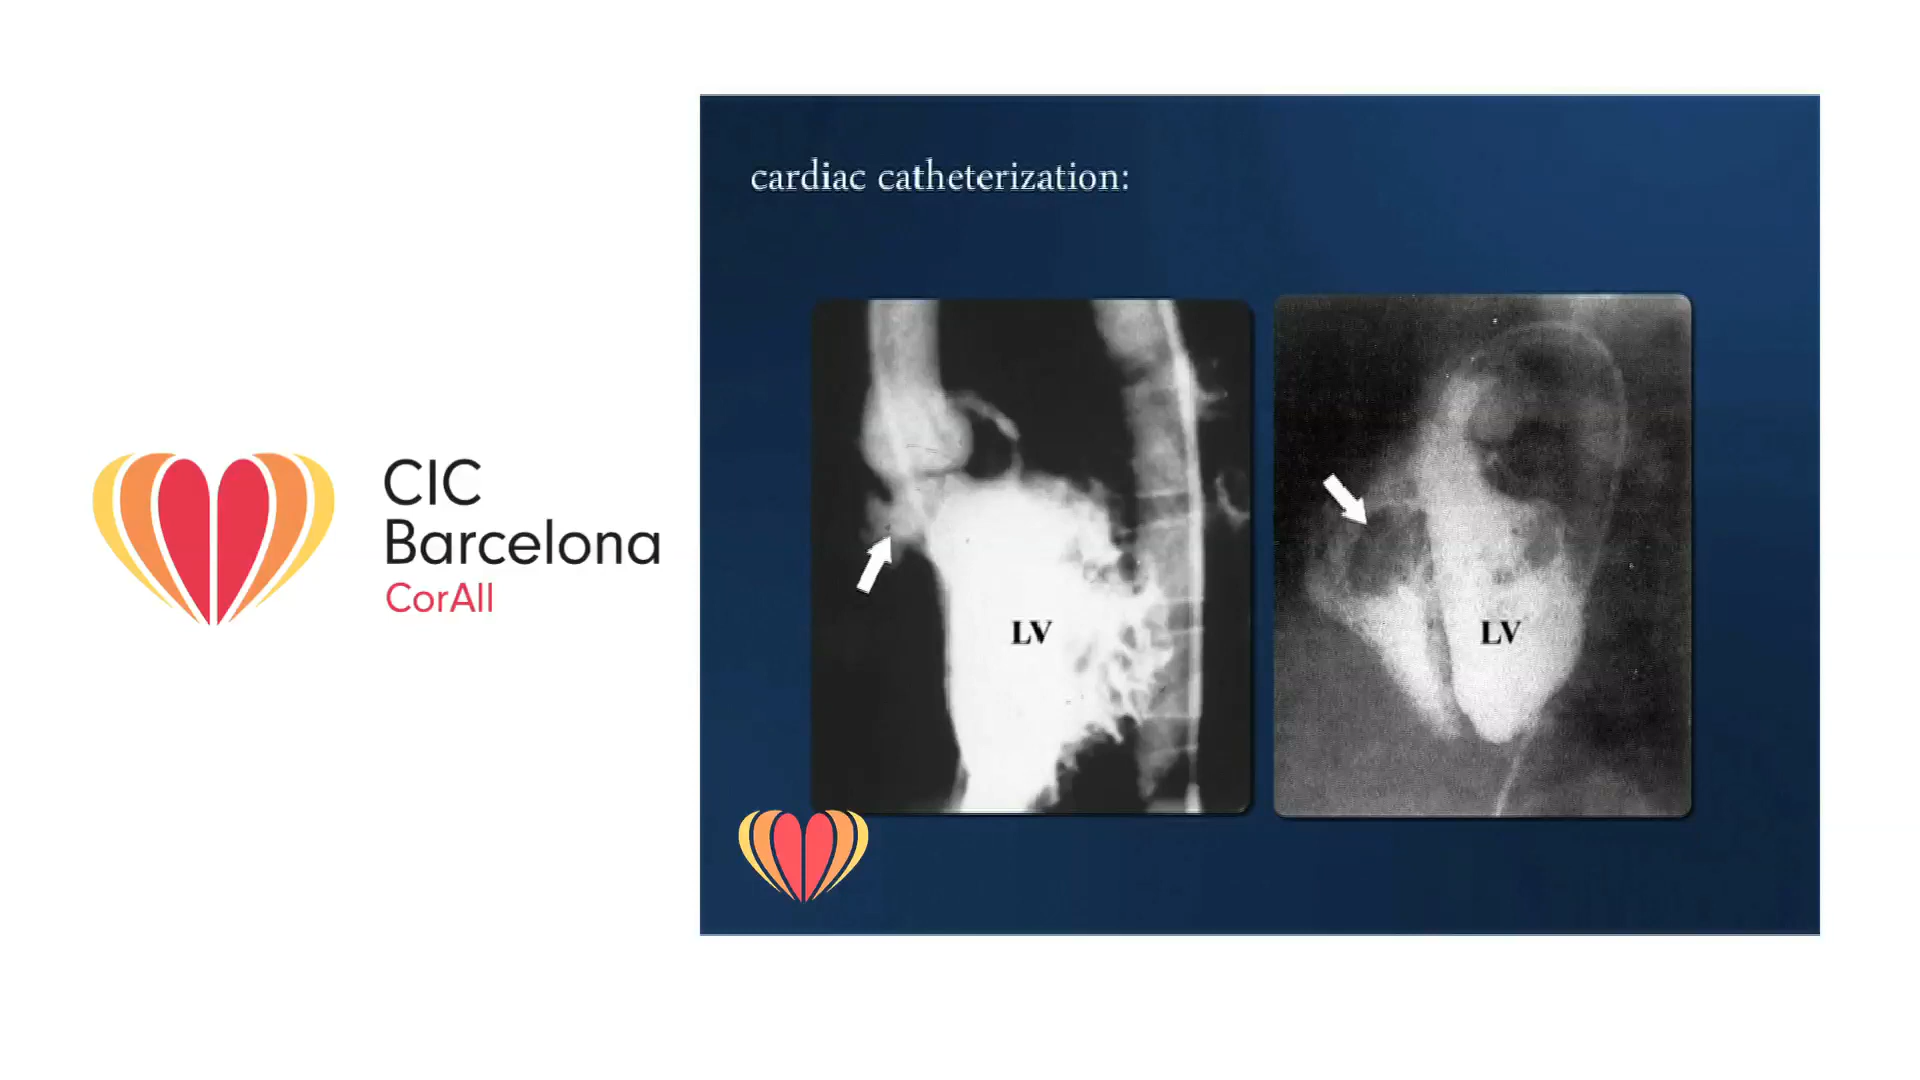 CIC
Barcelona
CorAll
cardiac catheterization:
LV
LV